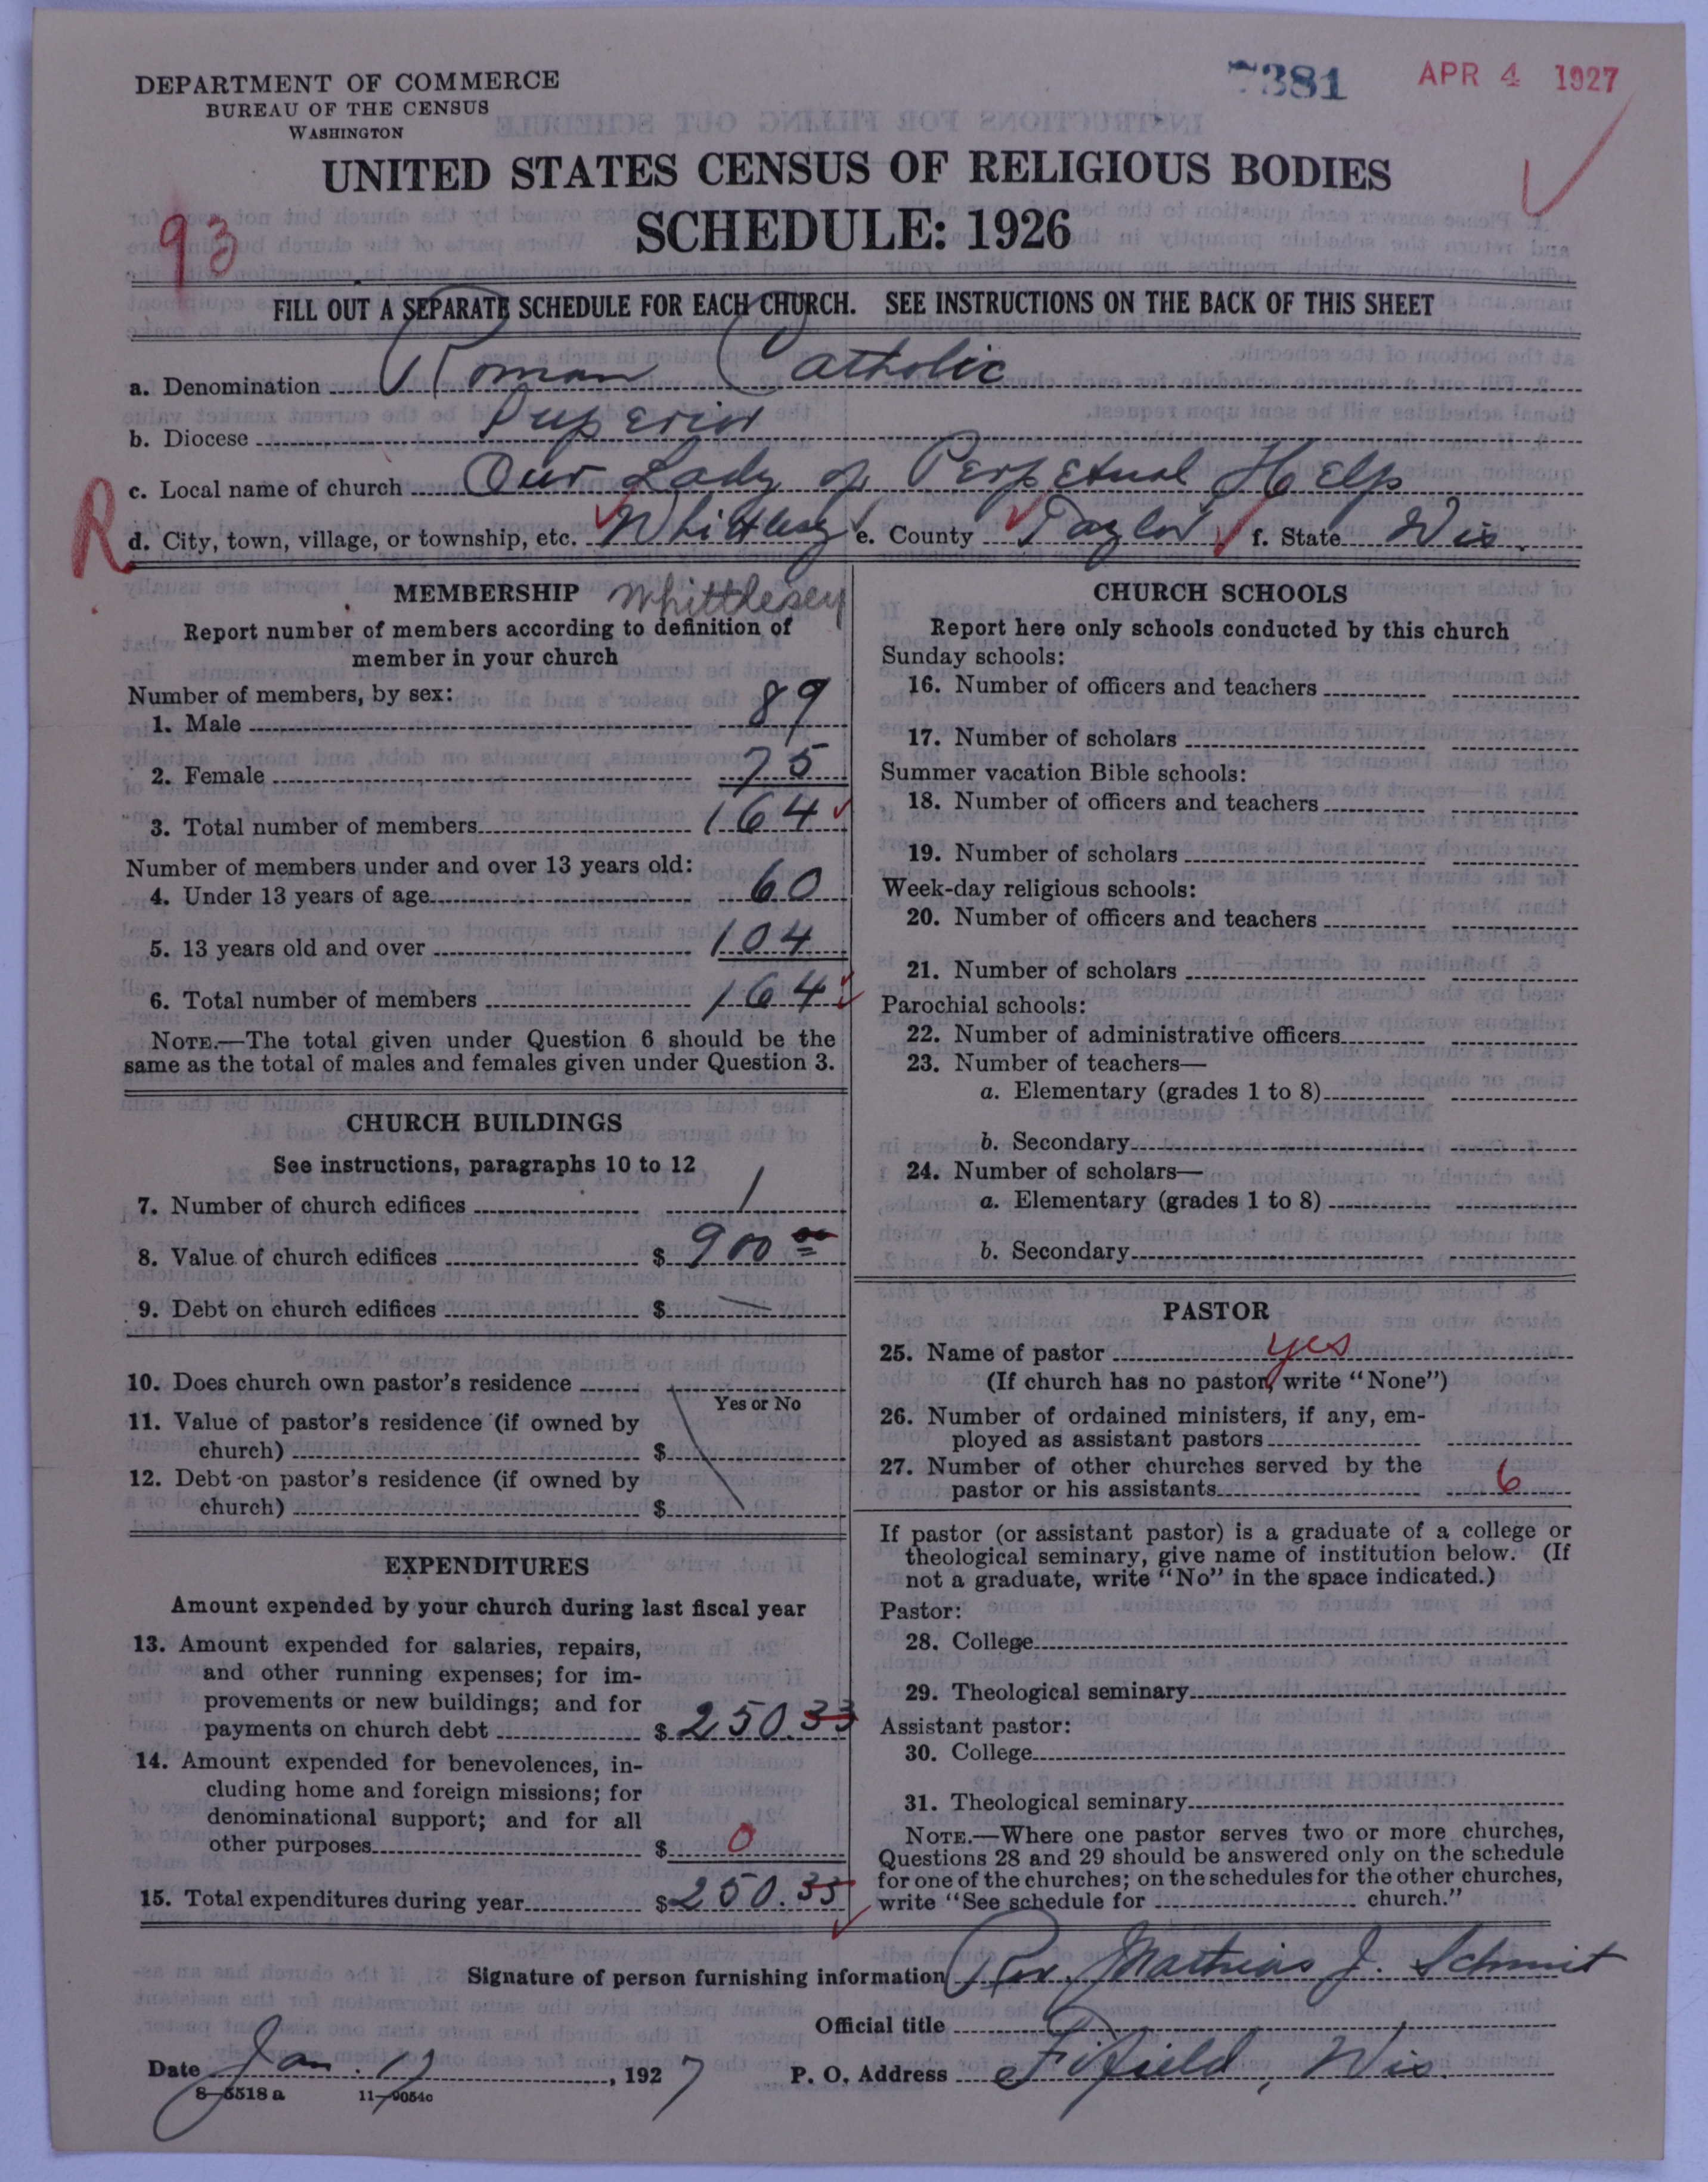 DEPARTMENT OF COMMERCE
BUREAU OF THE CENSUS
WASHINGTON
7381
APR 4 1927
UNITED STATES CENSUS OF RELIGIOUS BODIES
SCHEDULE: 1926
93
FILL OUT A SEPARATE SCHEDULE FOR EACH CHURCH. SEE INSTRUCTIONS ON THE BACK OF THIS SHEET
a. Denomination Roman Catholic
b. Diocese Superior
c. Local name of church Our Lady of Perpetual Help
R
d. City, town, village, or township, etc. Whittlesey e. County Taylor f. State Wis.
MEMBERSHIP Whittlesey
Report number of members according to definition of
member in your church
Number of members, by sex:
1. Male 89
2. Female 75
3. Total number of members 164
Number of members under and over 13 years old:
4. Under 13 years of age 60
5. 13 years old and over 104
6. Total number of members 164
NOTE.—The total given under Question 6 should be the
same as the total of males and females given under Question 3.
CHURCH BUILDINGS
See instructions, paragraphs 10 to 12
7. Number of church edifices 1
8. Value of church edifices $ 900 00
9. Debt on church edifices $ —
10. Does church own pastor's residence
Yes or No
11. Value of pastor's residence (if owned by
church) $
12. Debt on pastor's residence (if owned by
church) $
EXPENDITURES
Amount expended by your church during last fiscal year
13. Amount expended for salaries, repairs,
and other running expenses; for im-
provements or new buildings; and for
payments on church debt $ 250.33
14. Amount expended for benevolences, in-
cluding home and foreign missions; for
denominational support; and for all
other purposes $ 0
15. Total expenditures during year $ 250.33
CHURCH SCHOOLS
Report here only schools conducted by this church
Sunday schools:
16. Number of officers and teachers
17. Number of scholars
Summer vacation Bible schools:
18. Number of officers and teachers
19. Number of scholars
Week-day religious schools:
20. Number of officers and teachers
21. Number of scholars
Parochial schools:
22. Number of administrative officers
23. Number of teachers—
a. Elementary (grades 1 to 8)
b. Secondary
24. Number of scholars—
a. Elementary (grades 1 to 8)
b. Secondary
PASTOR
25. Name of pastor yes
(If church has no pastor, write "None")
26. Number of ordained ministers, if any, em-
ployed as assistant pastors
27. Number of other churches served by the
pastor or his assistants 6
If pastor (or assistant pastor) is a graduate of a college or
theological seminary, give name of institution below. (If
not a graduate, write "No" in the space indicated.)
Pastor:
28. College
29. Theological seminary
Assistant pastor:
30. College
31. Theological seminary
NOTE.—Where one pastor serves two or more churches,
Questions 28 and 29 should be answered only on the schedule
for one of the churches; on the schedules for the other churches,
write "See schedule for church."
Signature of person furnishing information Rev. Mathias J. Schmit
Official title
Date Jan. 17, 1927 P. O. Address Fifield, Wis.
8—5518 a 11—9054c